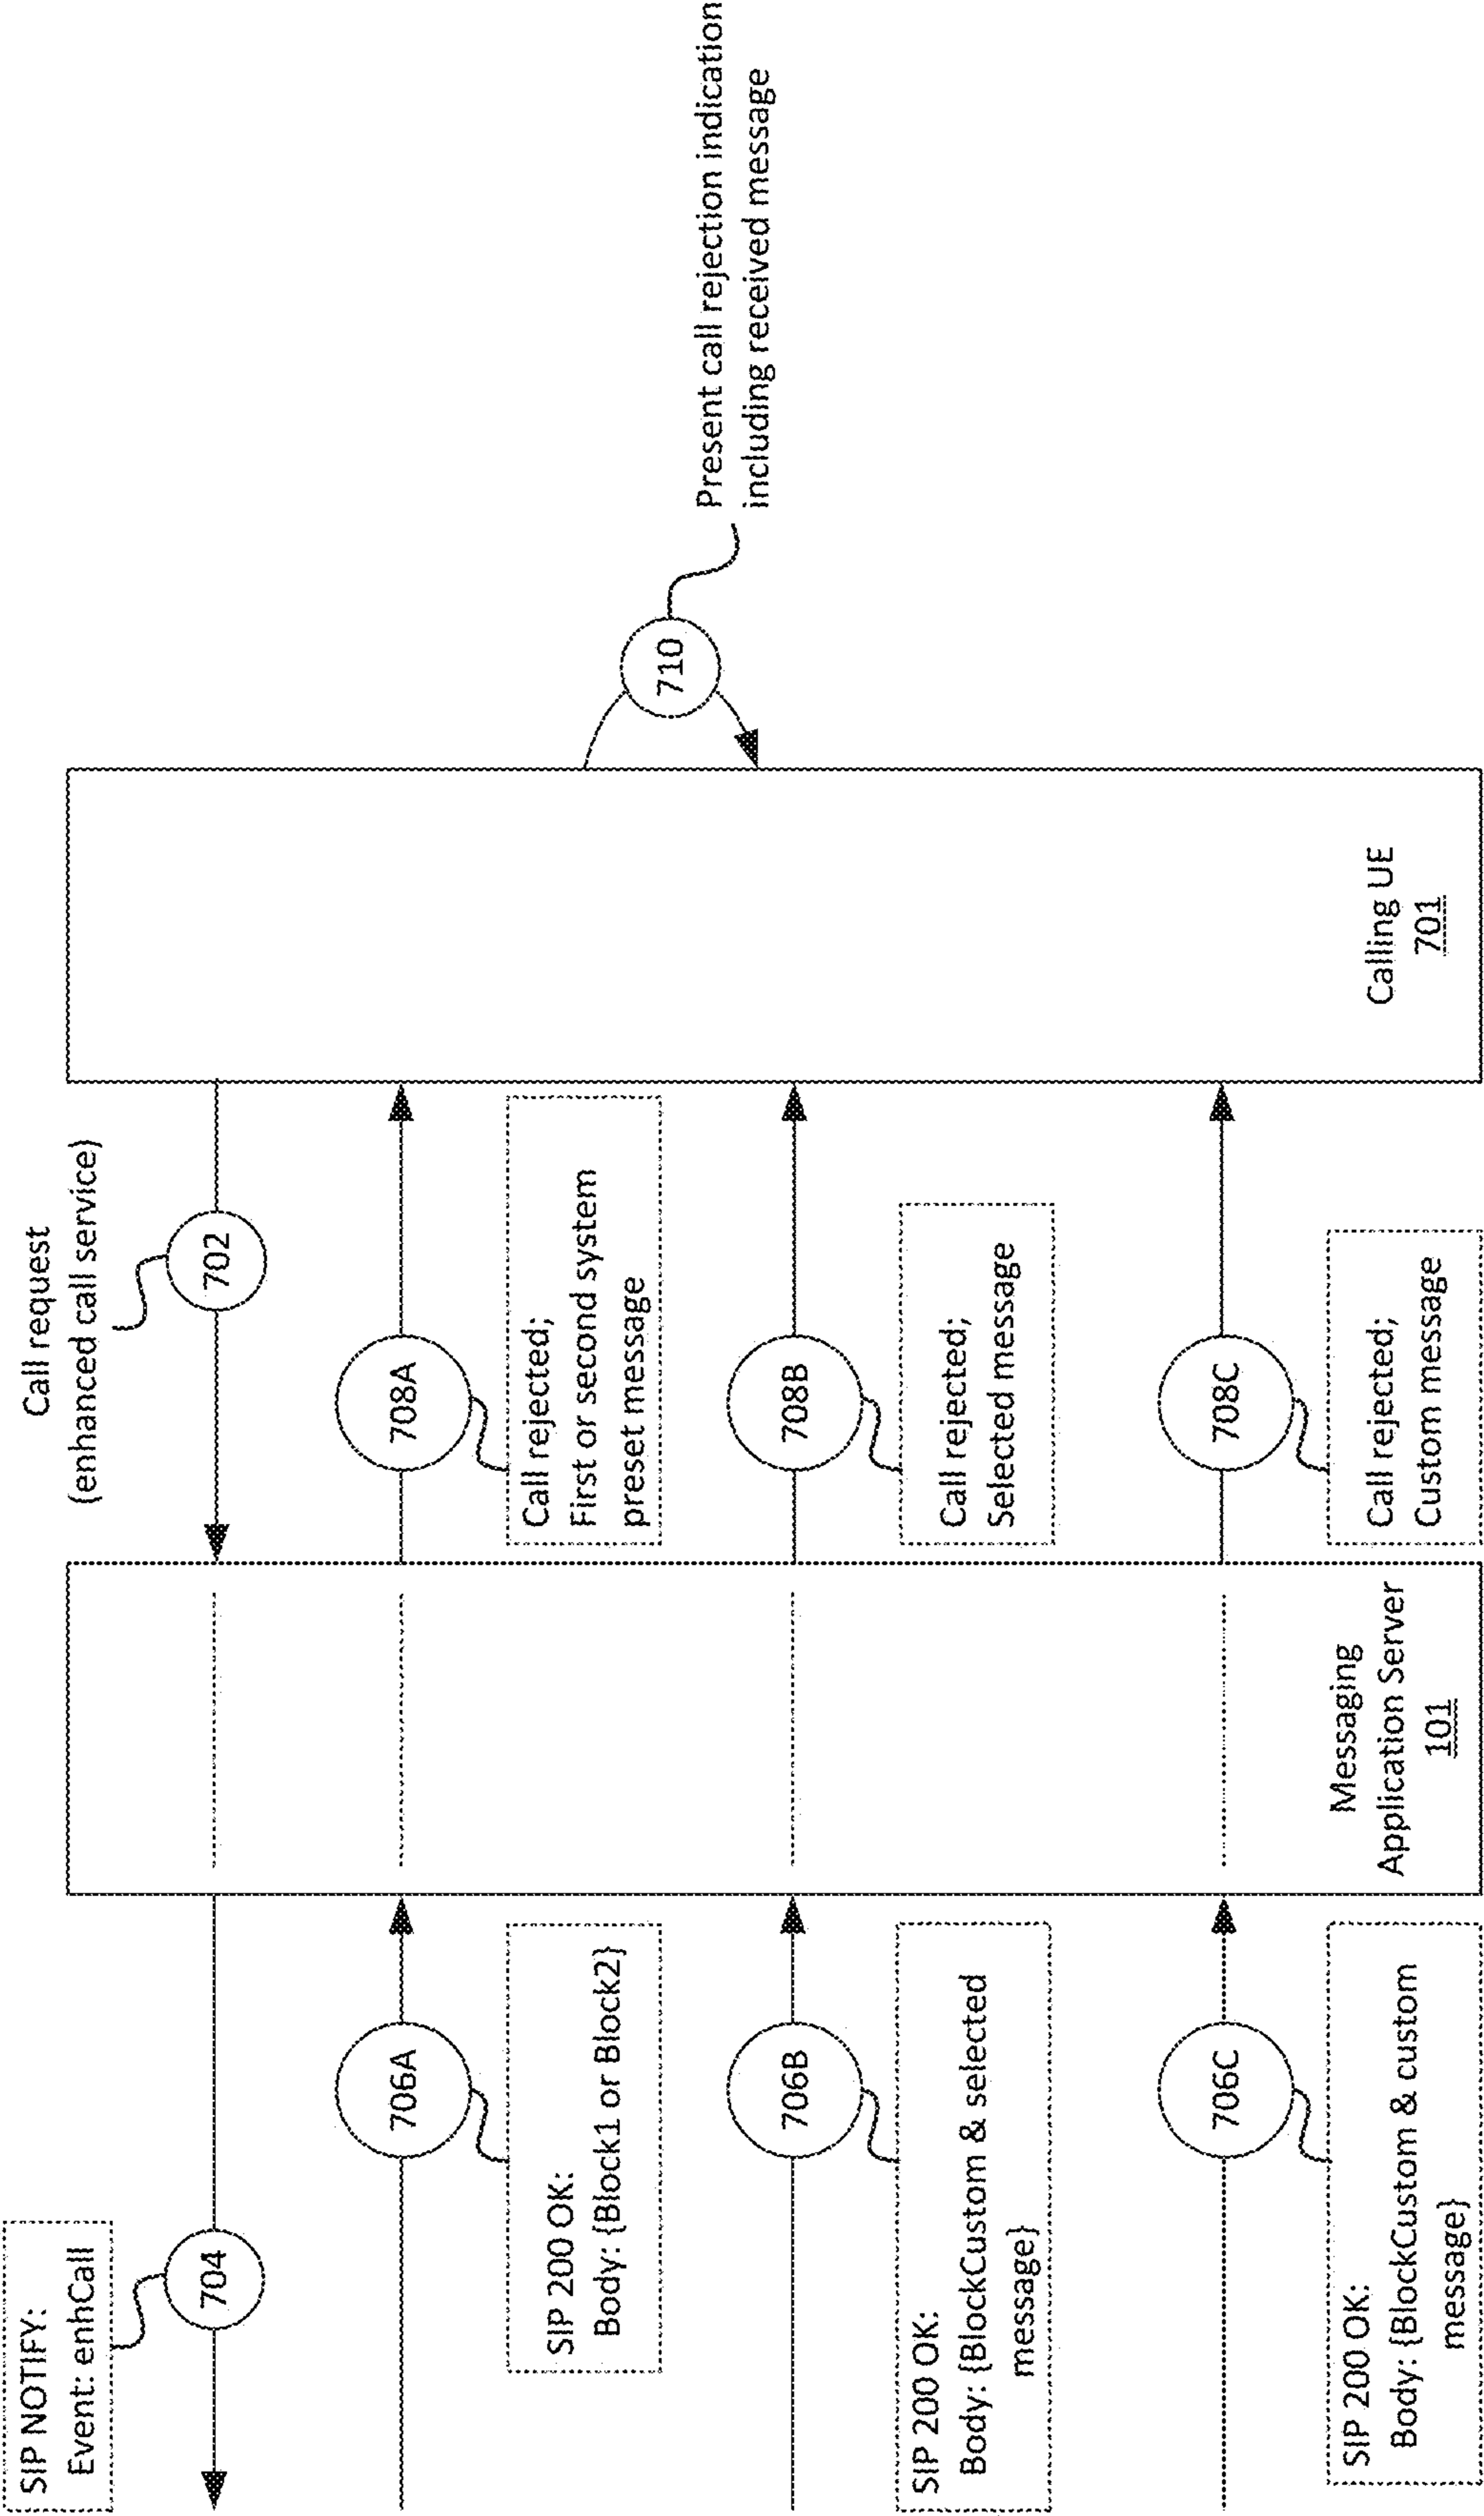 SIP NOTIFY:
Event: enhCall
704
Call request
(enhanced call service)
702
706A
SIP 200 OK:
Body: {Block1 or Block2}
708A
Call rejected;
First or second system
preset message
706B
SIP 200 OK:
Body: {BlockCustom & selected
message}
708B
Call rejected;
Selected message
706C
SIP 200 OK:
Body: {BlockCustom & custom
message}
708C
Call rejected;
Custom message
710
Present call rejection indication
including received message
Messaging
Application Server
101
Calling UE
701